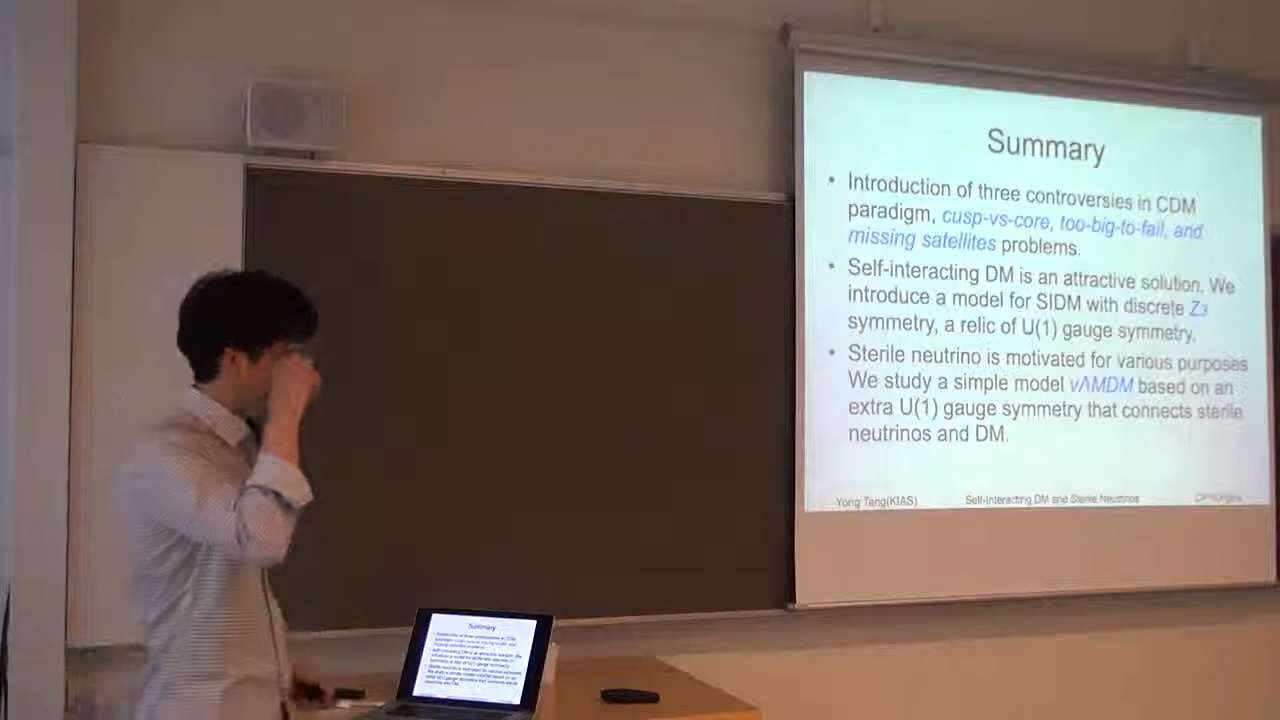 Summary
• Introduction of three controversies in CDM
paradigm, cusp-vs-core, too-big-to-fail, and
missing satellites problems.
• Self-interacting DM is an attractive solution. We
introduce a model for SIDM with discrete Z3
symmetry, a relic of U(1) gauge symmetry.
• Sterile neutrino is motivated for various purposes
We study a simple model νΛMDM based on an
extra U(1) gauge symmetry that connects sterile
neutrinos and DM.
Yong Tang(KIAS) Self-Interacting DM and Sterile Neutrinos
Summary